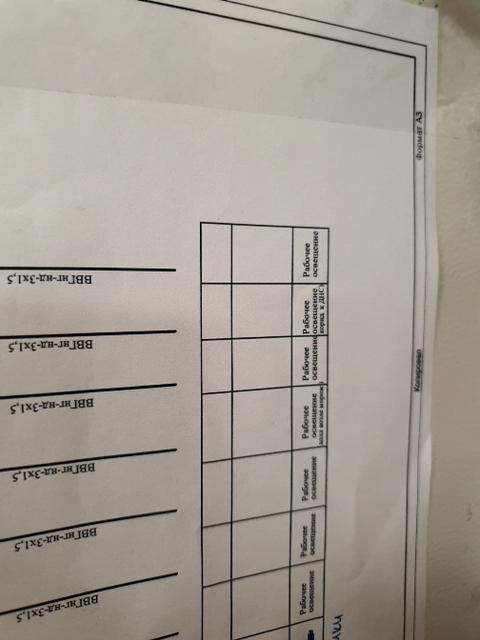 ВВГнг-нд-3х1,5
ВВГнг-нд-3х1,5
ВВГнг-нд-3х1,5
ВВГнг-нд-3х1,5
ВВГнг-нд-3х1,5
ВВГнг-нд-3х1,5
Рабочее
освещение
Рабочее
освещение
Рабочее
освещение
Рабочее
освещение
возле
Рабочее
освещение
Рабочее
освещение
корид. к
Рабочее
освещение
Копировал
Формат А3